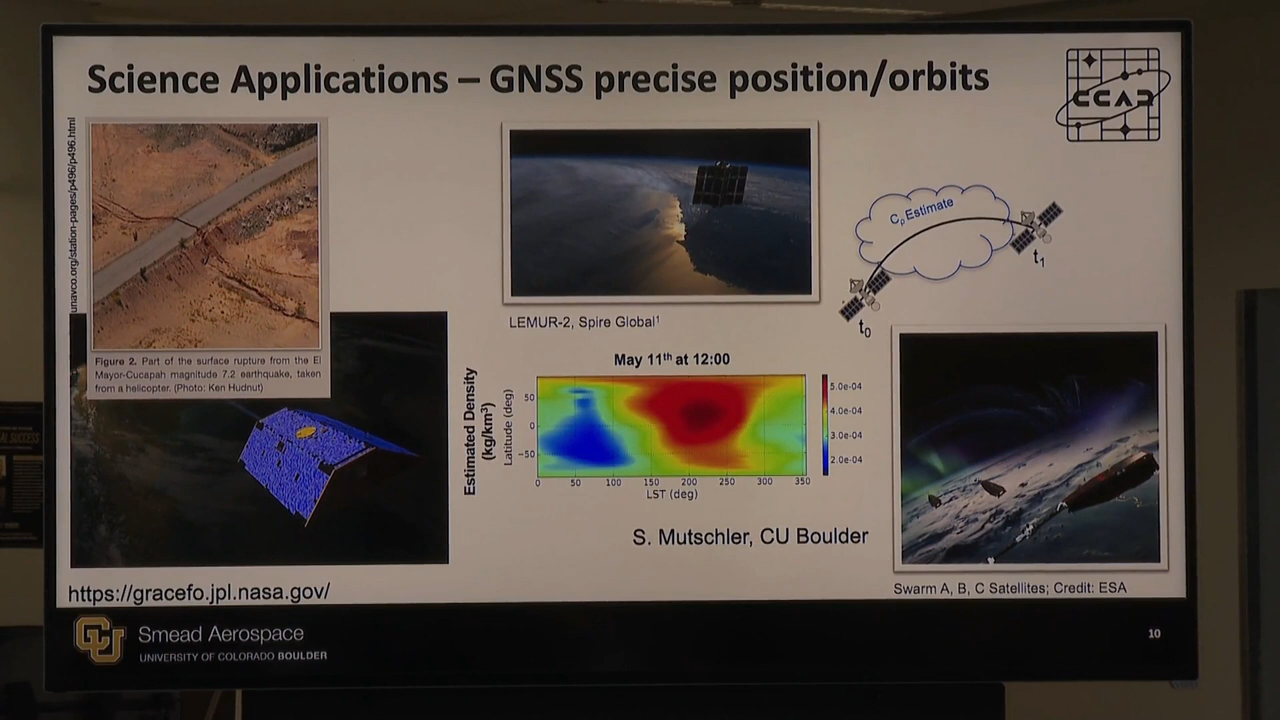 Science Applications – GNSS precise position/orbits
CCAR
unavco.org/station-pages/p496/p496.html
Figure 2. Part of the surface rupture from the El
Mayor-Cucapah magnitude 7.2 earthquake, taken
from a helicopter. (Photo: Ken Hudnut)
https://gracefo.jpl.nasa.gov/
LEMUR-2, Spire Global¹
May 11th at 12:00
Estimated Density
(kg/km³)
Latitude (deg)
50
0
−50
0 50 100 150 200 250 300 350
LST (deg)
5.0e-04
4.0e-04
3.0e-04
2.0e-04
S. Mutschler, CU Boulder
Cρ Estimate
t₀
t₁
Swarm A, B, C Satellites; Credit: ESA
CU
Smead Aerospace
UNIVERSITY OF COLORADO BOULDER
10